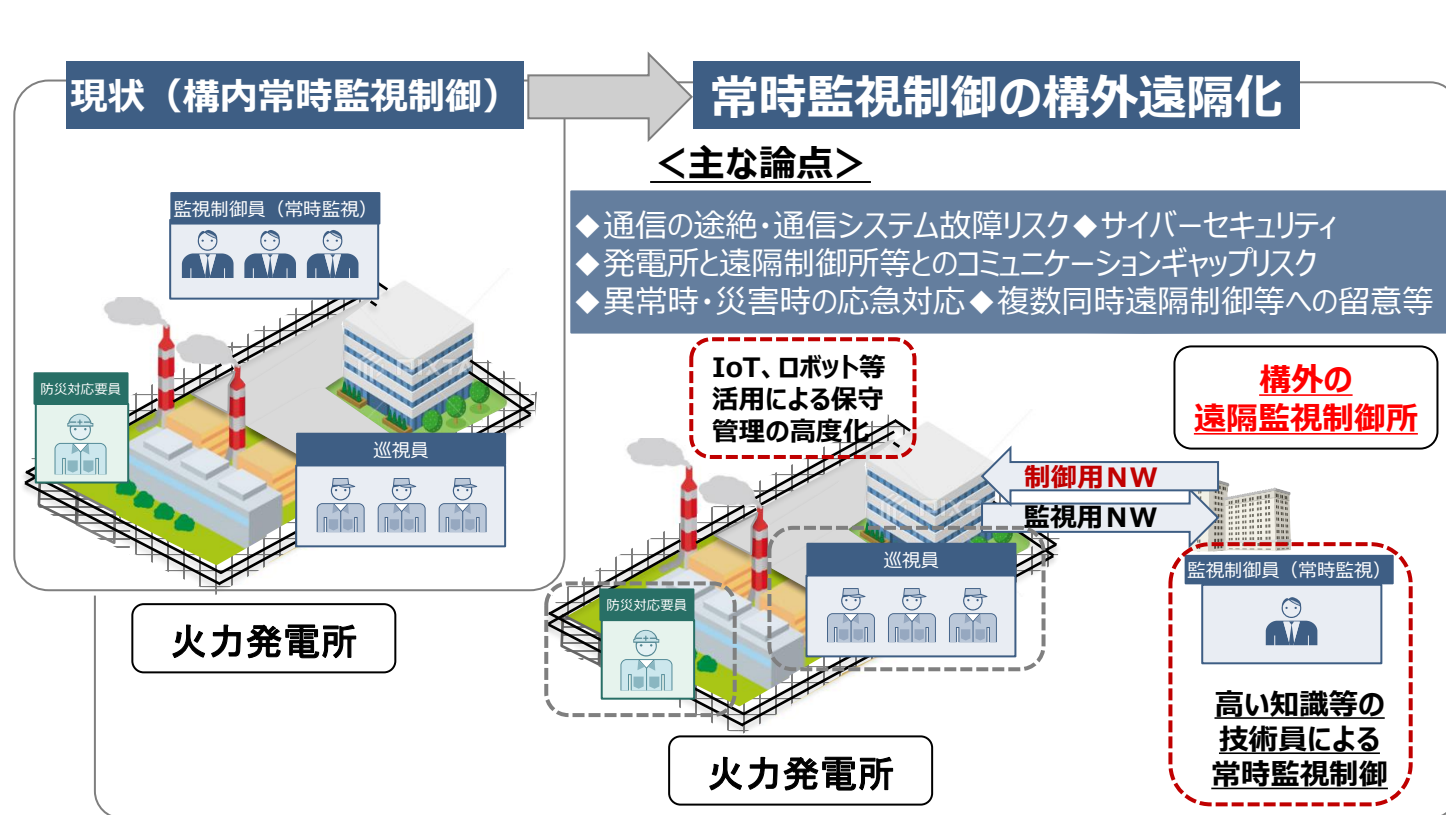 現状（構内常時監視制御）
監視制御員（常時監視）
防災対応要員
巡視員
火力発電所
常時監視制御の構外遠隔化
＜主な論点＞
◆通信の途絶・通信システム故障リスク◆サイバーセキュリティ
◆発電所と遠隔制御所等とのコミュニケーションギャップリスク
◆異常時・災害時の応急対応◆複数同時遠隔制御等への留意等
IoT、ロボット等
活用による保守
管理の高度化
構外の
遠隔監視制御所
制御用NW
監視用NW
巡視員
防災対応要員
監視制御員（常時監視）
高い知識等の
技術員による
常時監視制御
火力発電所